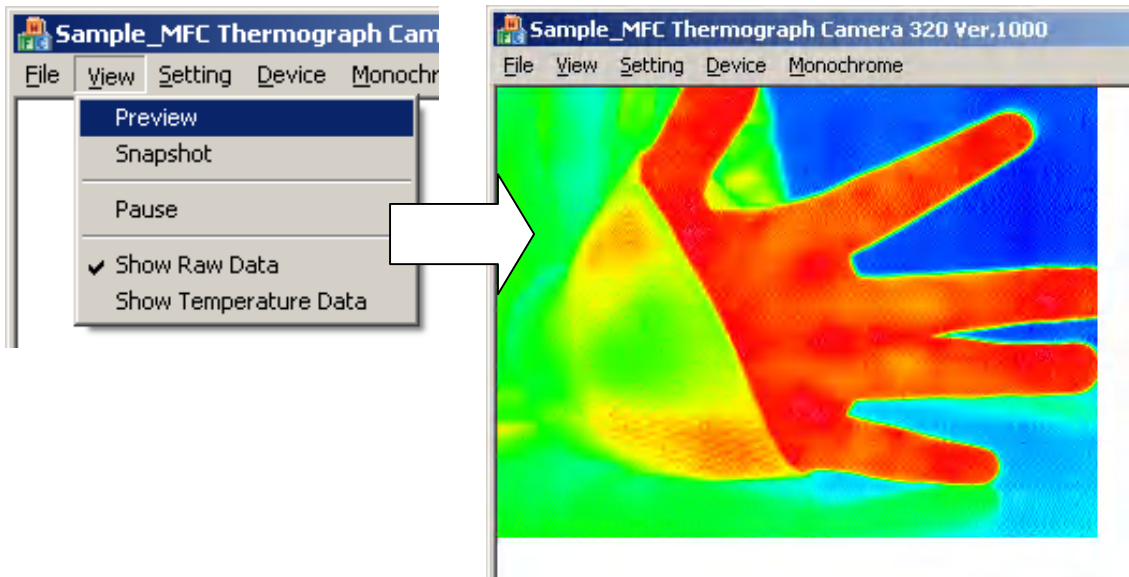 Sample_MFC Thermograph Cam
File View Setting Device Monochr
Preview
Snapshot
Pause
Show Raw Data
Show Temperature Data
Sample_MFC Thermograph Camera 320 Ver.1000
File View Setting Device Monochrome